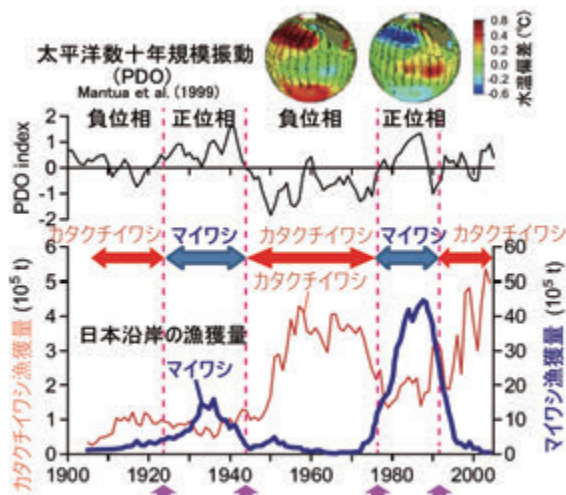 太平洋数十年規模振動
(PDO)
Mantua et al. (1999)
0.8
0.4
0.0
-0.4
-0.6
水温偏差 (℃)
負位相
正位相
負位相
正位相
PDO index
2
1
0
-1
-2
カタクチイワシ
マイワシ
カタクチイワシ
マイワシ
カタクチイワシ
カタクチイワシ
日本沿岸の漁獲量
マイワシ
カタクチイワシ漁獲量 (10⁵ t)
6
5
4
3
2
1
0
マイワシ漁獲量 (10⁵ t)
60
50
40
30
20
10
0
1900
1920
1940
1960
1980
2000